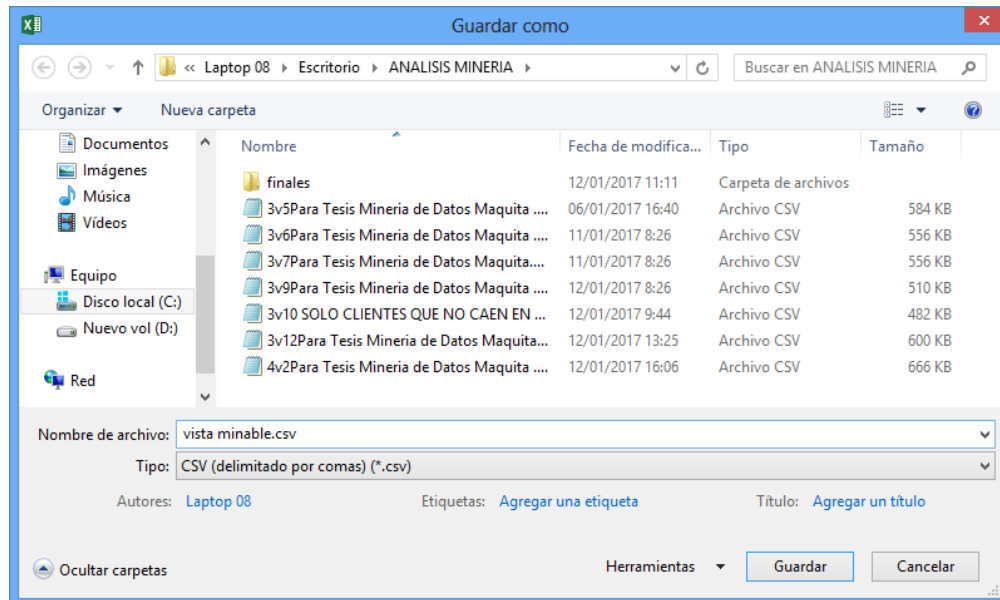 Guardar como
« Laptop 08 Escritorio ANALISIS MINERIA
Buscar en ANALISIS MINERIA
Organizar Nueva carpeta
Documentos
Imágenes
Música
Vídeos
Equipo
Disco local (C:)
Nuevo vol (D:)
Red
Nombre Fecha de modifica... Tipo Tamaño
finales 12/01/2017 11:11 Carpeta de archivos
3v5Para Tesis Mineria de Datos Maquita .... 06/01/2017 16:40 Archivo CSV 584 KB
3v6Para Tesis Mineria de Datos Maquita .... 11/01/2017 8:26 Archivo CSV 556 KB
3v7Para Tesis Mineria de Datos Maquita.... 11/01/2017 8:26 Archivo CSV 556 KB
3v9Para Tesis Mineria de Datos Maquita .... 12/01/2017 8:26 Archivo CSV 510 KB
3v10 SOLO CLIENTES QUE NO CAEN EN ... 12/01/2017 9:44 Archivo CSV 482 KB
3v12Para Tesis Mineria de Datos Maquita... 12/01/2017 13:25 Archivo CSV 600 KB
4v2Para Tesis Mineria de Datos Maquita .... 12/01/2017 16:06 Archivo CSV 666 KB
Nombre de archivo: vista minable.csv
Tipo: CSV (delimitado por comas) (*.csv)
Autores: Laptop 08 Etiquetas: Agregar una etiqueta Título: Agregar un título
Ocultar carpetas Herramientas Guardar Cancelar